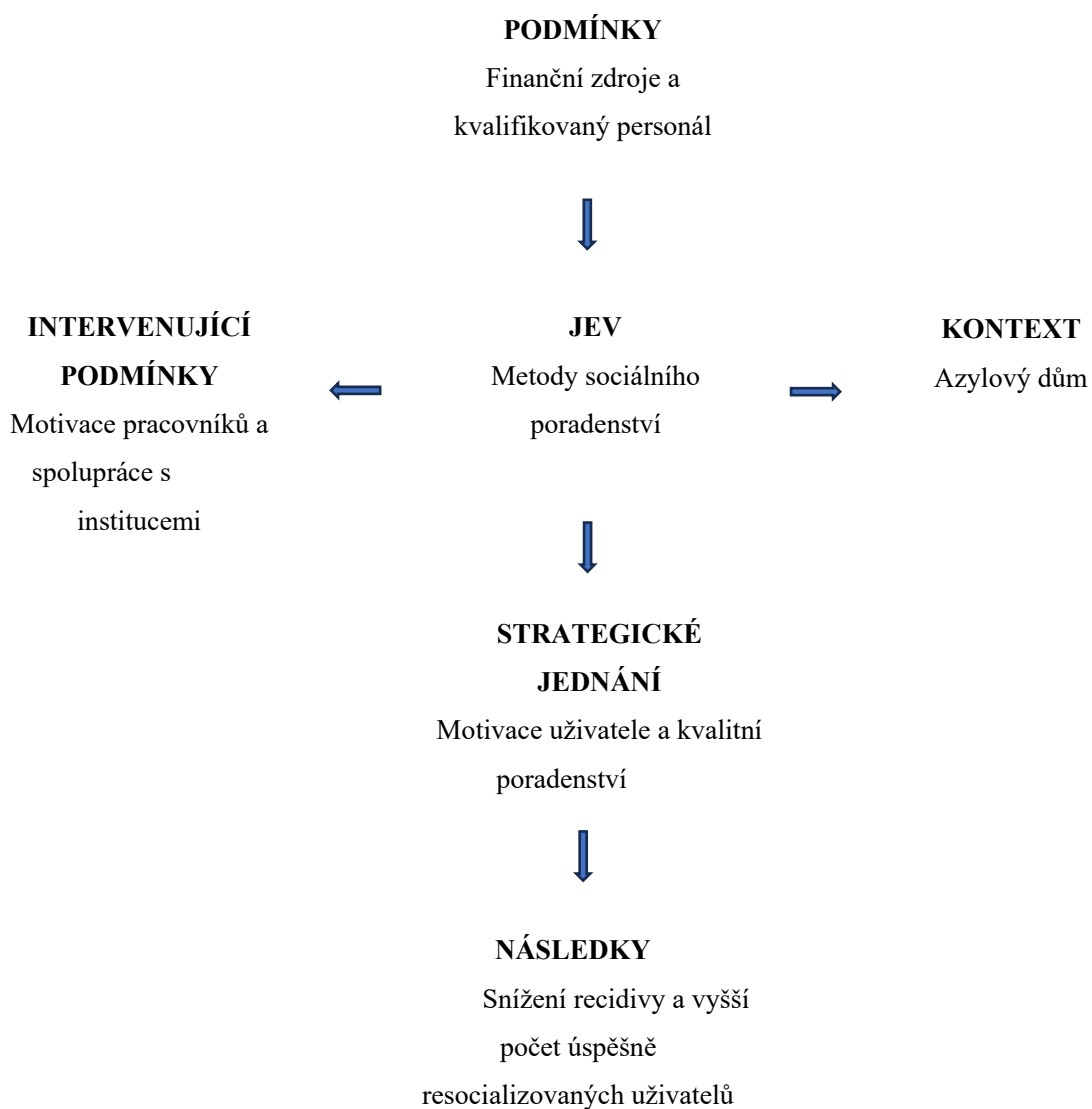 PODMÍNKY
Finanční zdroje a
kvalifikovaný personál
INTERVENUJÍCÍ
PODMÍNKY
Motivace pracovníků a
spolupráce s
institucemi
JEV
Metody sociálního
poradenství
KONTEXT
Azylový dům
STRATEGICKÉ
JEDNÁNÍ
Motivace uživatele a kvalitní
poradenství
NÁSLEDKY
Snížení recidivy a vyšší
počet úspěšně
resocializovaných uživatelů